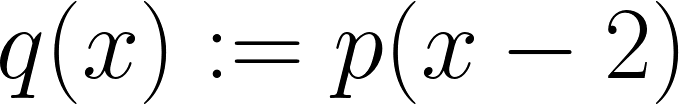 q(x) := p(x − 2)